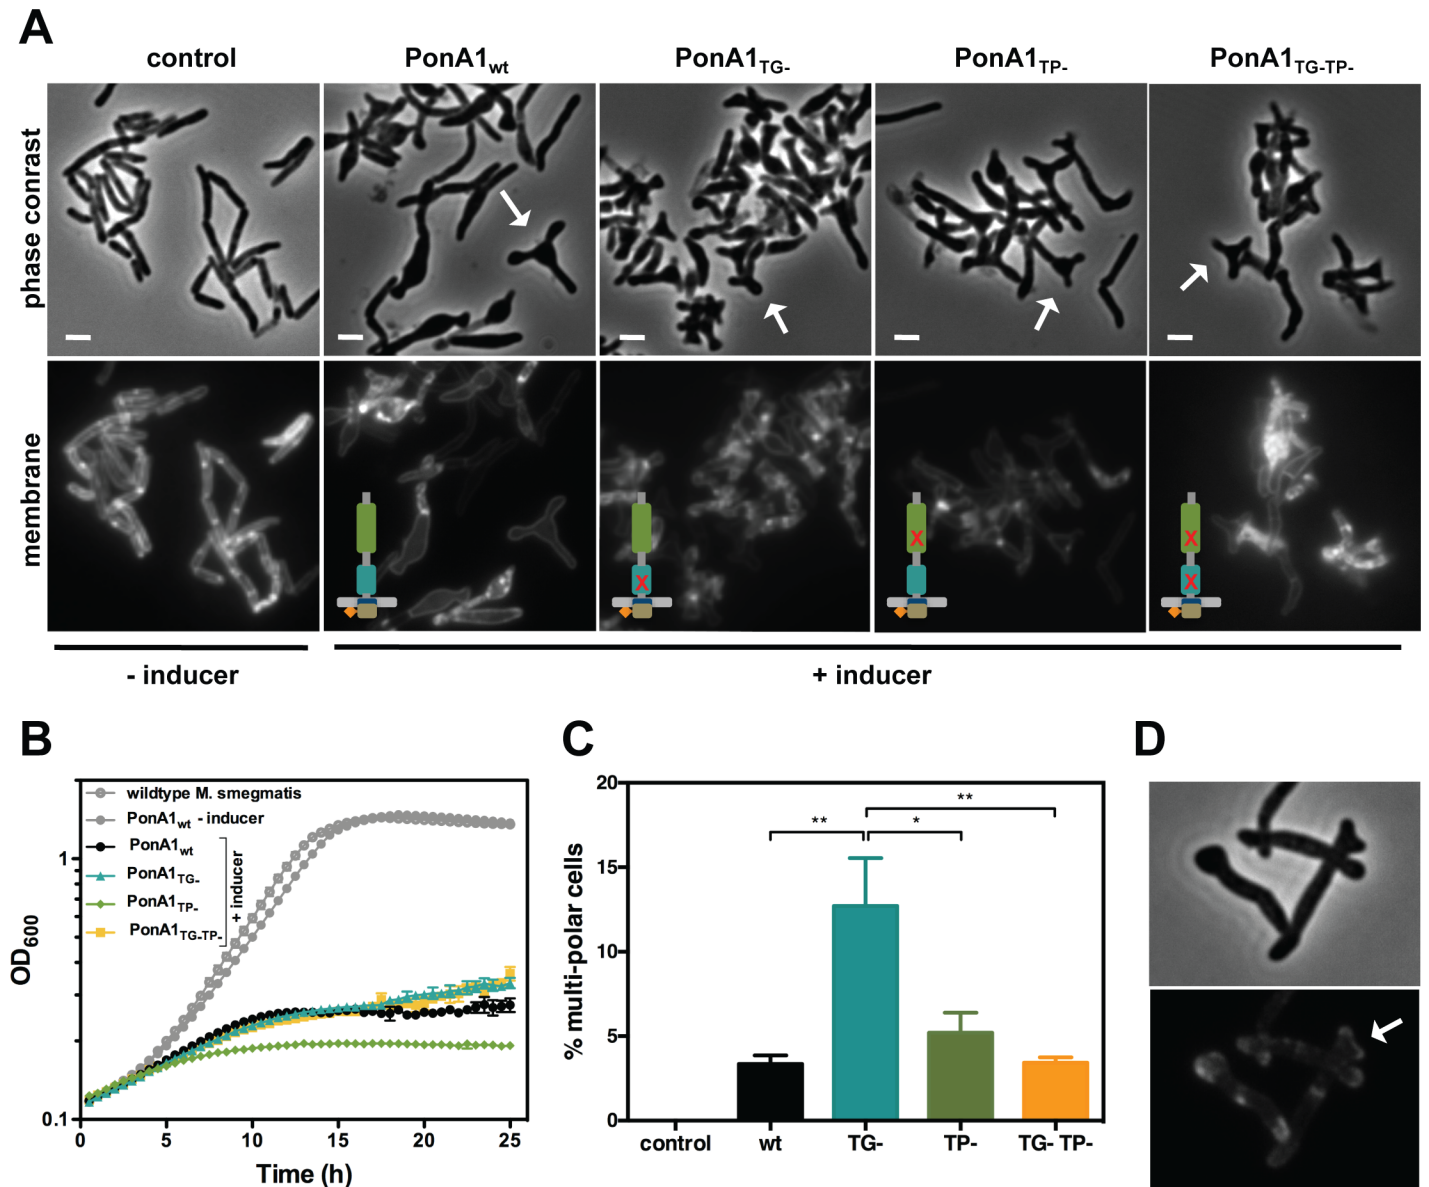 A
control PonA1wt PonA1TG- PonA1TP- PonA1TG-TP-
phase conrast
membrane
X X X X
- inducer + inducer
B
OD600
1
0.1
wildtype M. smegmatis
PonA1wt - inducer
PonA1wt
PonA1TG-
PonA1TP-
PonA1TG-TP-
+ inducer
0 5 10 15 20 25
Time (h)
C
% multi-polar cells
20
15
10
5
0
**
** *
control wt TG- TP- TG- TP-
D